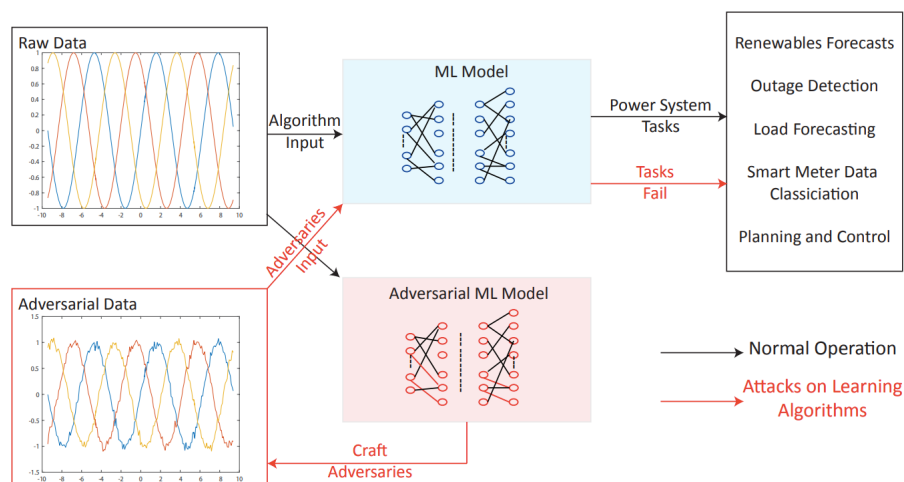 Raw Data
1
0.8
0.6
0.4
0.2
0
-0.2
-0.4
-0.6
-0.8
-1
-10 -8 -6 -4 -2 0 2 4 6 8 10
Algorithm
Input
ML Model
Power System
Tasks
Tasks
Fail
Renewables Forecasts
Outage Detection
Load Forecasting
Smart Meter Data
Classiciation
Planning and Control
Adversaries
Input
Adversarial Data
1.5
1
0.5
0
-0.5
-1
-1.5
-10 -8 -6 -4 -2 0 2 4 6 8 10
Adversarial ML Model
Craft
Adversaries
Normal Operation
Attacks on Learning
Algorithms